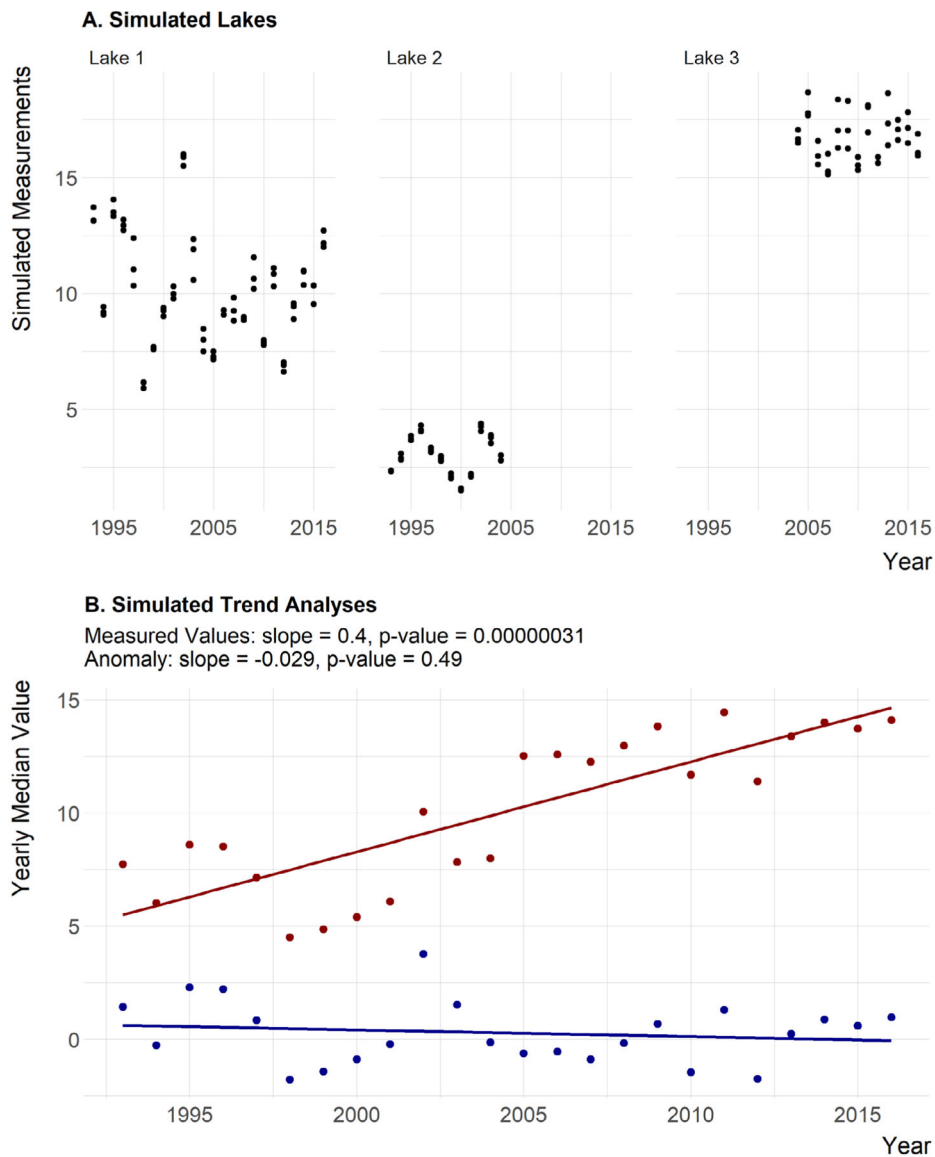 A. Simulated Lakes
Lake 1
Lake 2
Lake 3
Simulated Measurements
15
10
5
1995 2005 2015 1995 2005 2015 1995 2005 2015
Year
B. Simulated Trend Analyses
Measured Values: slope = 0.4, p-value = 0.00000031
Anomaly: slope = -0.029, p-value = 0.49
Yearly Median Value
15
10
5
0
1995 2000 2005 2010 2015
Year